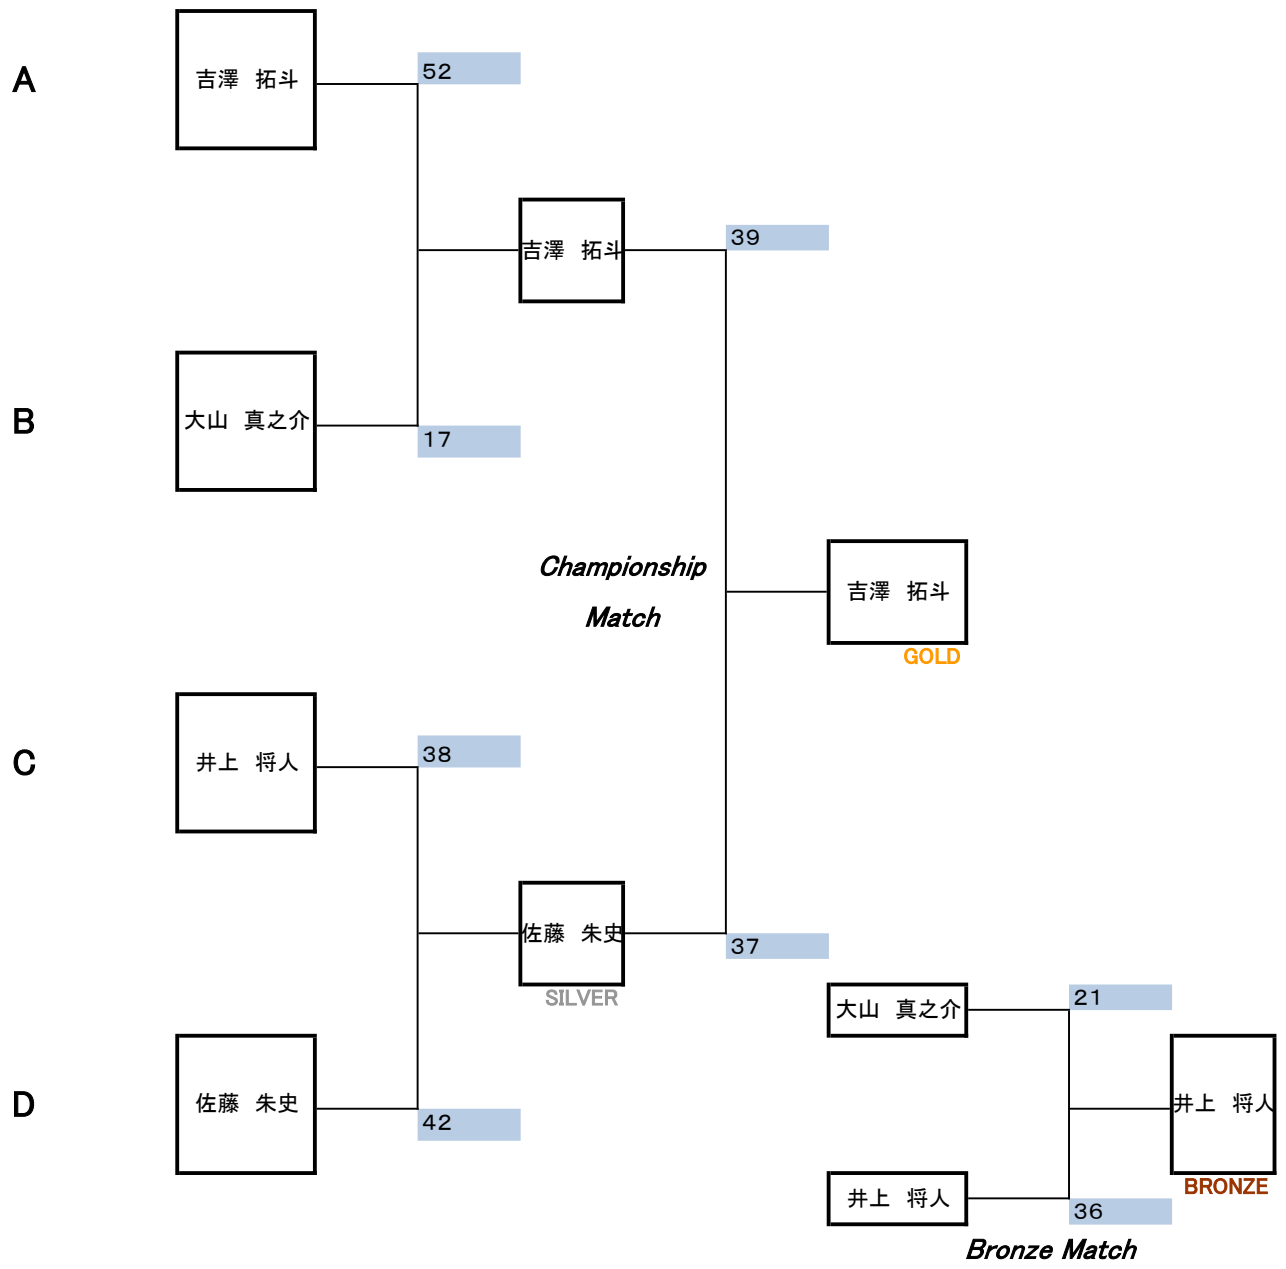 A
吉澤　拓斗
52
吉澤　拓斗
39
B
大山　真之介
17
Championship
Match
吉澤　拓斗
GOLD
C
井上　将人
38
佐藤　朱史
SILVER
37
D
佐藤　朱史
42
大山　真之介
21
井上　将人
BRONZE
井上　将人
36
Bronze Match